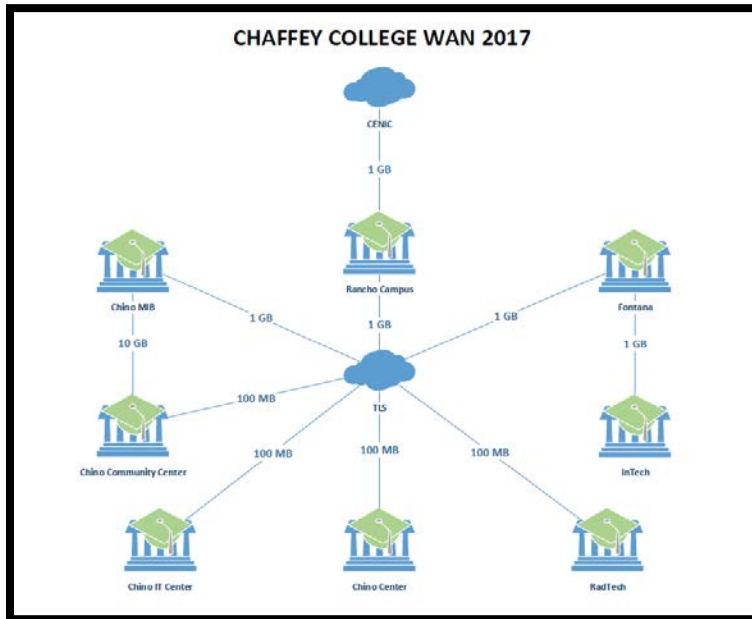 CHAFFEY COLLEGE WAN 2017
CENIC
1 GB
Rancho Campus
Chino MIB
Fontana
1 GB
1 GB
1 GB
10 GB
1 GB
TLS
100 MB
Chino Community Center
InTech
100 MB
100 MB
100 MB
Chino IT Center
Chino Center
RadTech